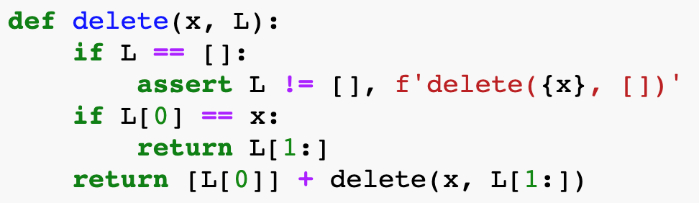 def delete(x, L):
    if L == []:
        assert L != [], f'delete({x}, [])'
    if L[0] == x:
        return L[1:]
    return [L[0]] + delete(x, L[1:])